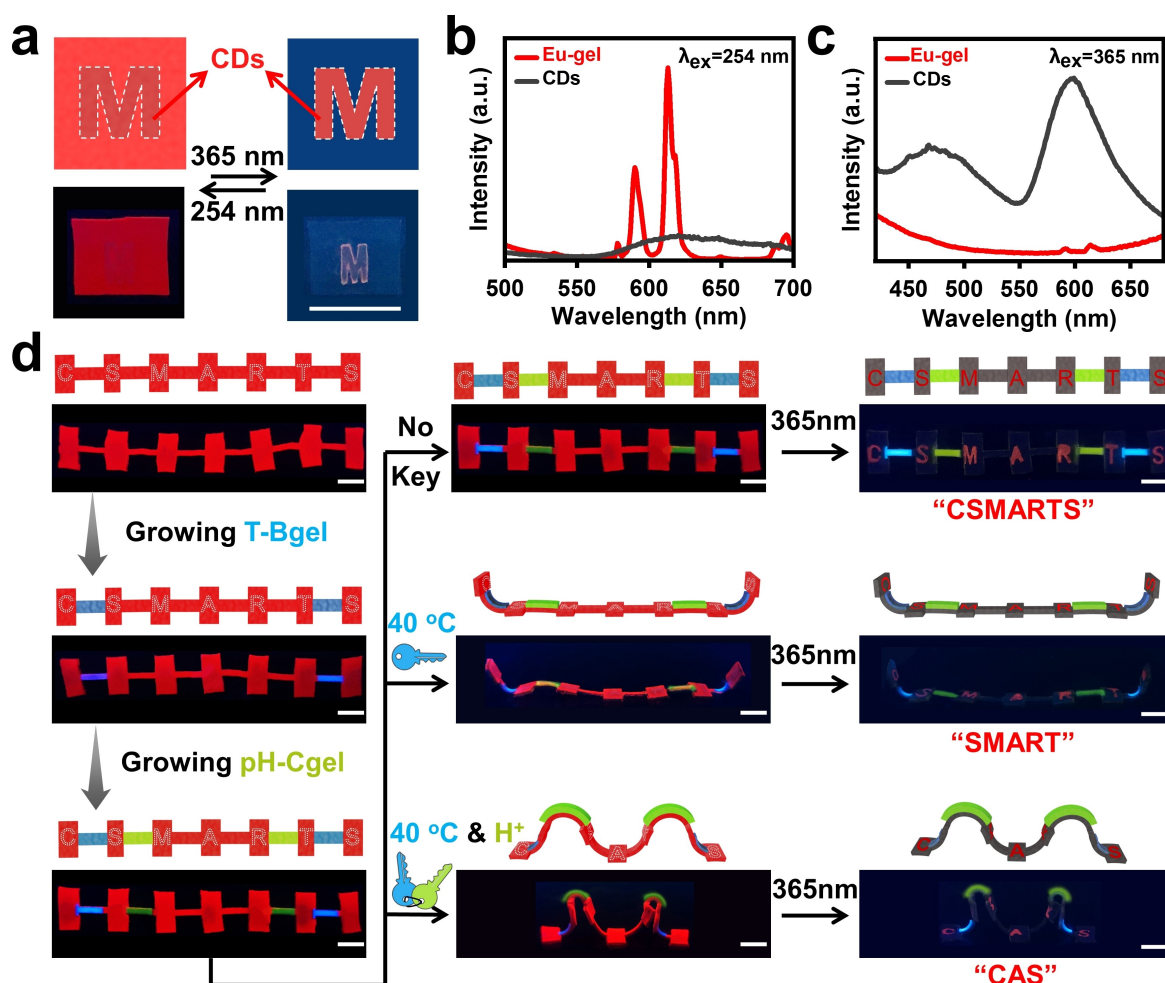 a
CDs
M
M
365 nm
254 nm
M
b
Eu-gel
CDs
λex=254 nm
Intensity (a.u.)
500
550
600
650
700
Wavelength (nm)
c
Eu-gel
CDs
λex=365 nm
Intensity (a.u.)
450
500
550
600
650
Wavelength (nm)
d
C S M A R T S
Growing T-Bgel
C S M A R T S
Growing pH-Cgel
C S M A R T S
No
Key
C S M A R T S
365nm
C S M A R T S
C S M A R T S
“CSMARTS”
40 °C
C S M A R T S
365nm
C S M A R T S
S M A R T
“SMART”
40 °C & H+
C A S
365nm
C A S
C A S
“CAS”